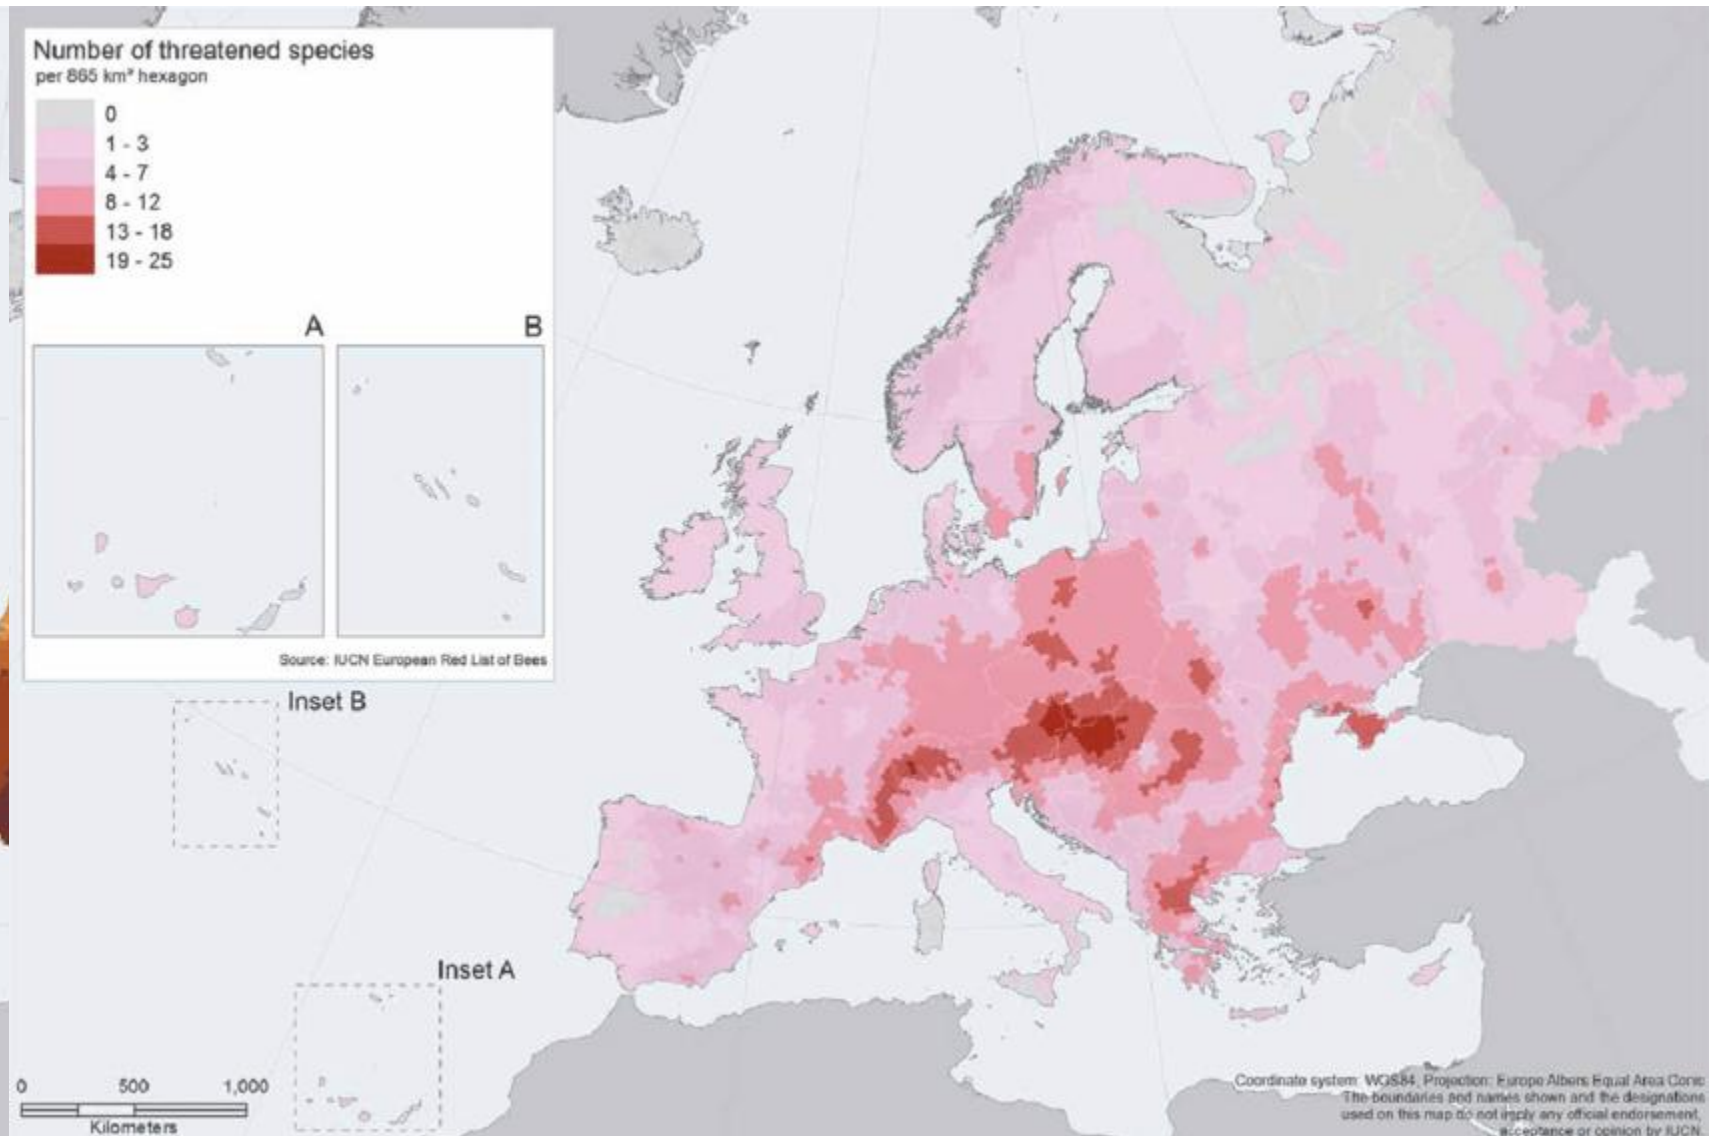 Number of threatened species
per 865 km² hexagon
0
1 - 3
4 - 7
8 - 12
13 - 18
19 - 25
A
B
Source: IUCN European Red List of Bees
Inset B
Inset A
0 500 1,000
Kilometers
Coordinate system: WGS84, Projection: Europe Albers Equal Area Conic
The boundaries and names shown and the designations
used on this map do not imply any official endorsement,
acceptance or opinion by IUCN.